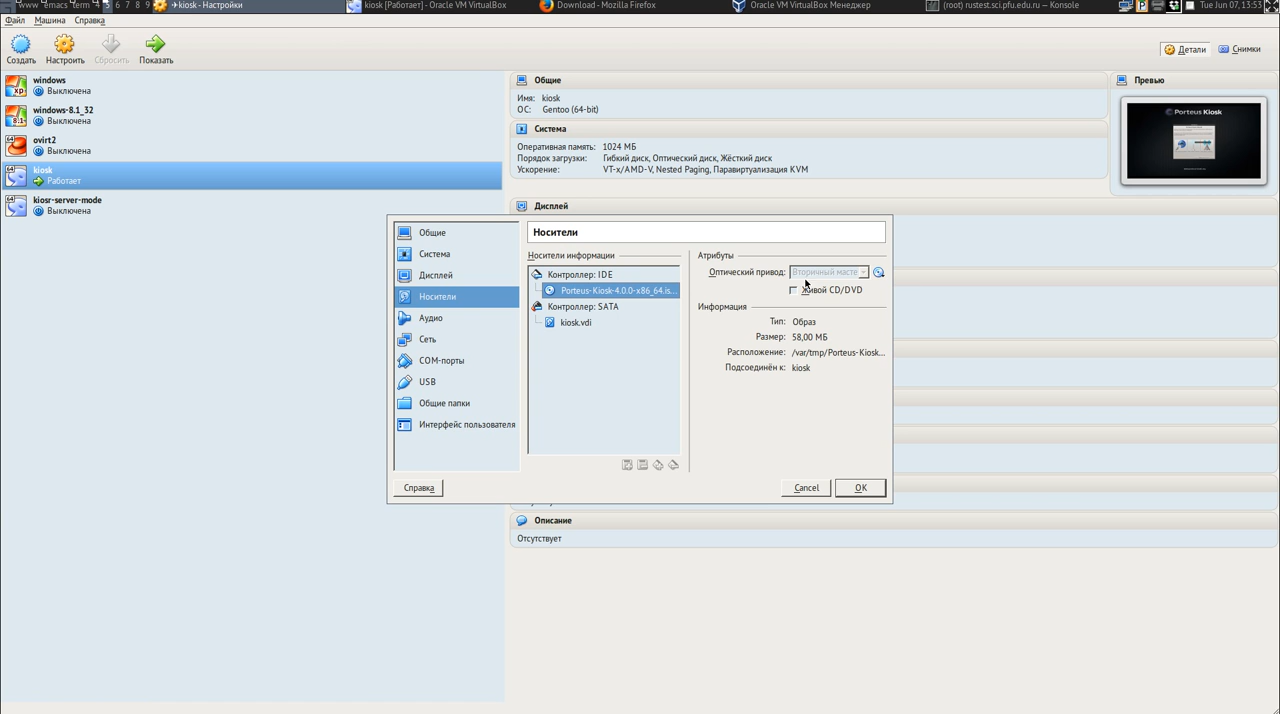 www emacs term 4 5 6 7 8 9 kiosk - Настройки kiosk [Работает] - Oracle VM VirtualBox Download - Mozilla Firefox Oracle VM VirtualBox Менеджер (root) rustest.sci.pfu.edu.ru — Konsole Tue Jun 07, 13:53
Файл Машина Справка
Создать Настроить Сбросить Показать Детали Снимки
windows
Выключена
windows-8.1_32
Выключена
ovirt2
Выключена
kiosk
Работает
kiosr-server-mode
Выключена
Общие
Имя: kiosk
ОС: Gentoo (64-bit)
Система
Оперативная память: 1024 МБ
Порядок загрузки: Гибкий диск, Оптический диск, Жёсткий диск
Ускорение: VT-x/AMD-V, Nested Paging, Паравиртуализация KVM
Дисплей
Превью
Porteus Kiosk
Общие
Система
Дисплей
Носители
Аудио
Сеть
COM-порты
USB
Общие папки
Интерфейс пользователя
Носители
Носители информации
Контроллер: IDE
Porteus-Kiosk-4.0.0-x86_64.is...
Контроллер: SATA
kiosk.vdi
Атрибуты
Оптический привод: Вторичный масте
Живой CD/DVD
Информация
Тип: Образ
Размер: 58,00 МБ
Расположение: /var/tmp/Porteus-Kiosk...
Подсоединён к: kiosk
Справка Cancel OK
Описание
Отсутствует